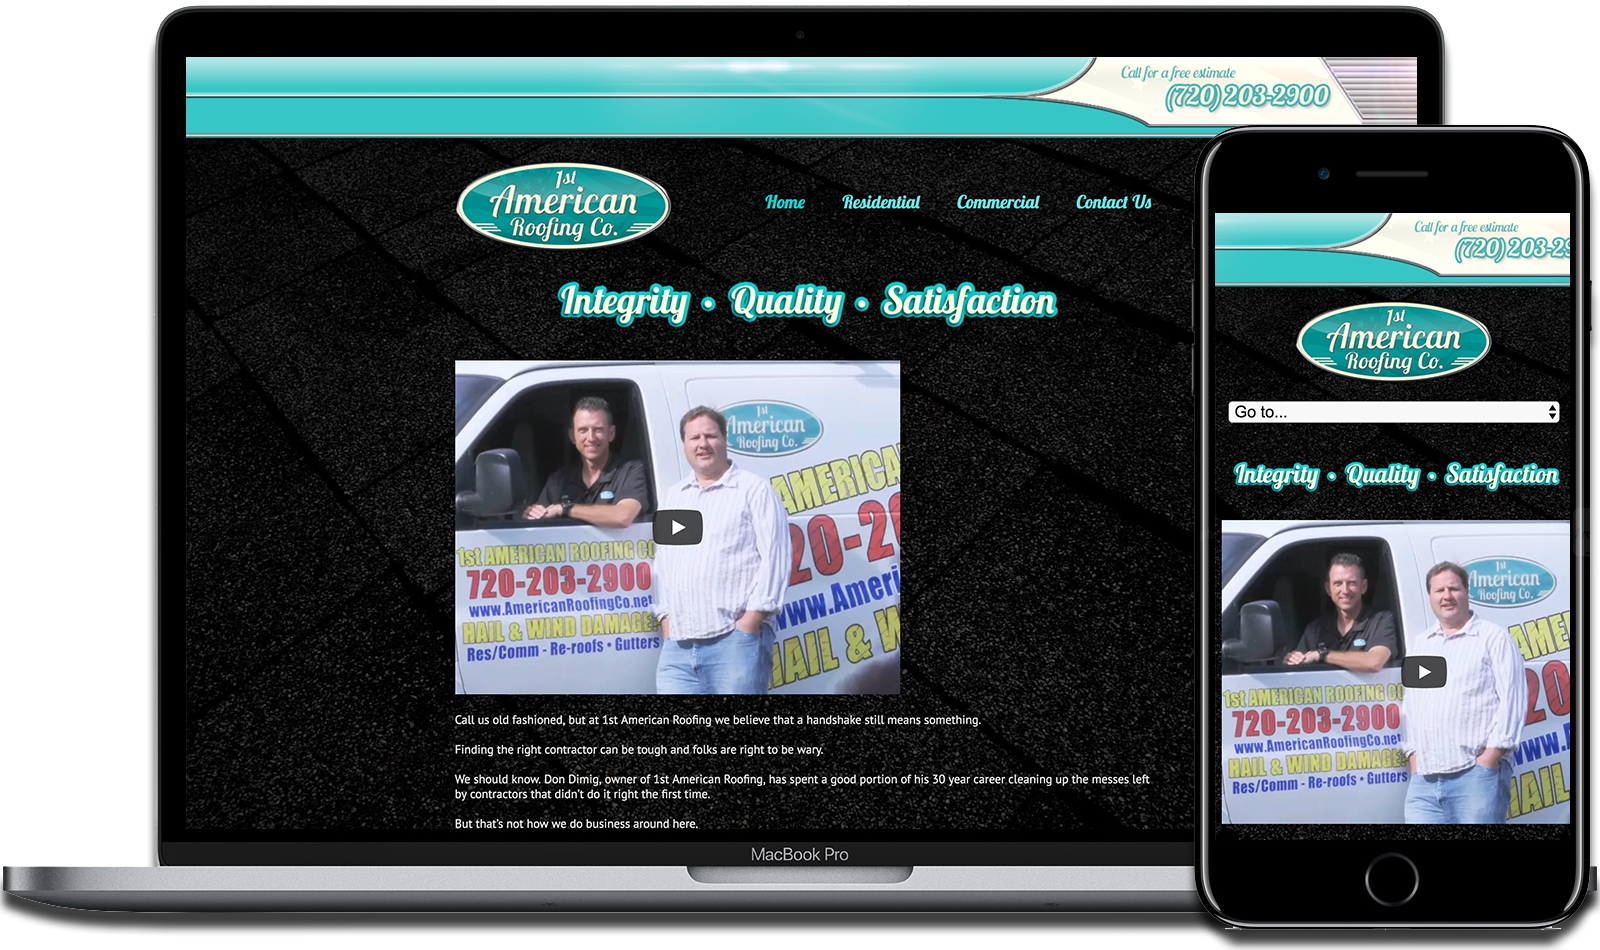 Call for a free estimate
(720) 203-2900
1st
American
Roofing Co.
Home Residential Commercial Contact Us
Integrity • Quality • Satisfaction
1st
American
Roofing Co.
AMERICA
720-20
www.Ameri
HAIL & W
1st AMERICAN ROOFING CO
720-203-2900
www.AmericanRoofingCo.net
HAIL & WIND DAMAGE
Res/Comm - Re-roofs • Gutters
Call us old fashioned, but at 1st American Roofing we believe that a handshake still means something.
Finding the right contractor can be tough and folks are right to be wary.
We should know. Don Dimig, owner of 1st American Roofing, has spent a good portion of his 30 year career cleaning up the messes left
by contractors that didn't do it right the first time.
But that's not how we do business around here.
MacBook Pro
Call for a free estimate
(720) 203-29
1st
American
Roofing Co.
Go to...
Integrity • Quality • Satisfaction
1st
American
Roofing Co.
AME
20
www.
HAIL
1st AMERICAN ROOFING CO
720-203-2900
www.AmericanRoofingCo.net
HAIL & WIND DAMAGE
Res/Comm - Re-roofs • Gutters